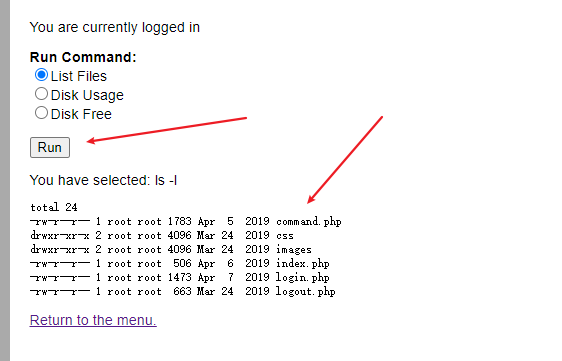 You are currently logged in
Run Command:
List Files
Disk Usage
Disk Free
Run
You have selected: ls -l
total 24
-rw-r--r-- 1 root root 1783 Apr  5  2019 command.php
drwxr-xr-x 2 root root 4096 Mar 24  2019 css
drwxr-xr-x 2 root root 4096 Mar 24  2019 images
-rw-r--r-- 1 root root  506 Apr  6  2019 index.php
-rw-r--r-- 1 root root 1473 Apr  7  2019 login.php
-rw-r--r-- 1 root root  663 Mar 24  2019 logout.php
Return to the menu.